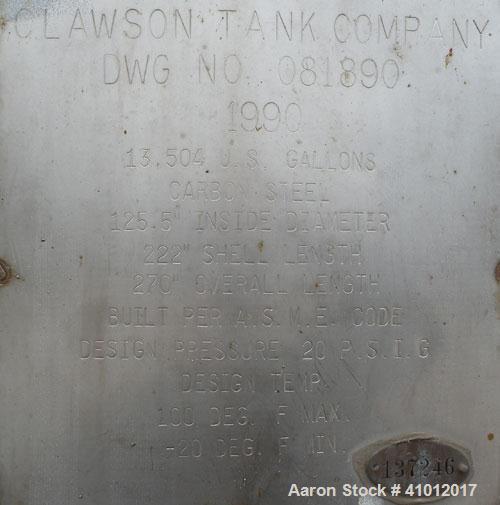 CLAWSON TANK COMPANY
DWG NO. 081890
1990
13,504 U.S. GALLONS
CARBON STEEL
125.5" INSIDE DIAMETER
222" SHELL LENGTH
270" OVERALL LENGTH
BUILT PER A.S.M.E. CODE
DESIGN PRESSURE 20 P.S.I.G
DESIGN TEMP.
100 DEG. F MAX.
-20 DEG. F MIN.
137246
Aaron Stock # 41012017